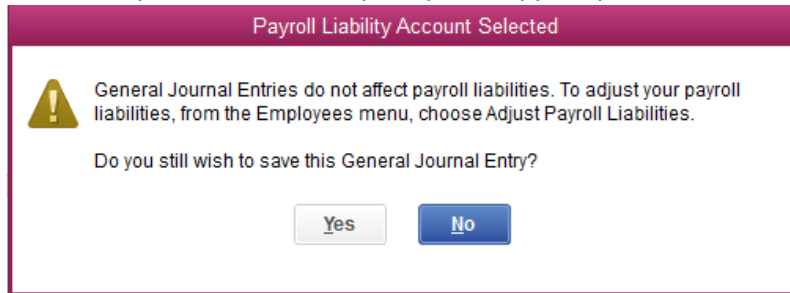 Payroll Liability Account Selected
General Journal Entries do not affect payroll liabilities. To adjust your payroll
liabilities, from the Employees menu, choose Adjust Payroll Liabilities.
Do you still wish to save this General Journal Entry?
Yes
No